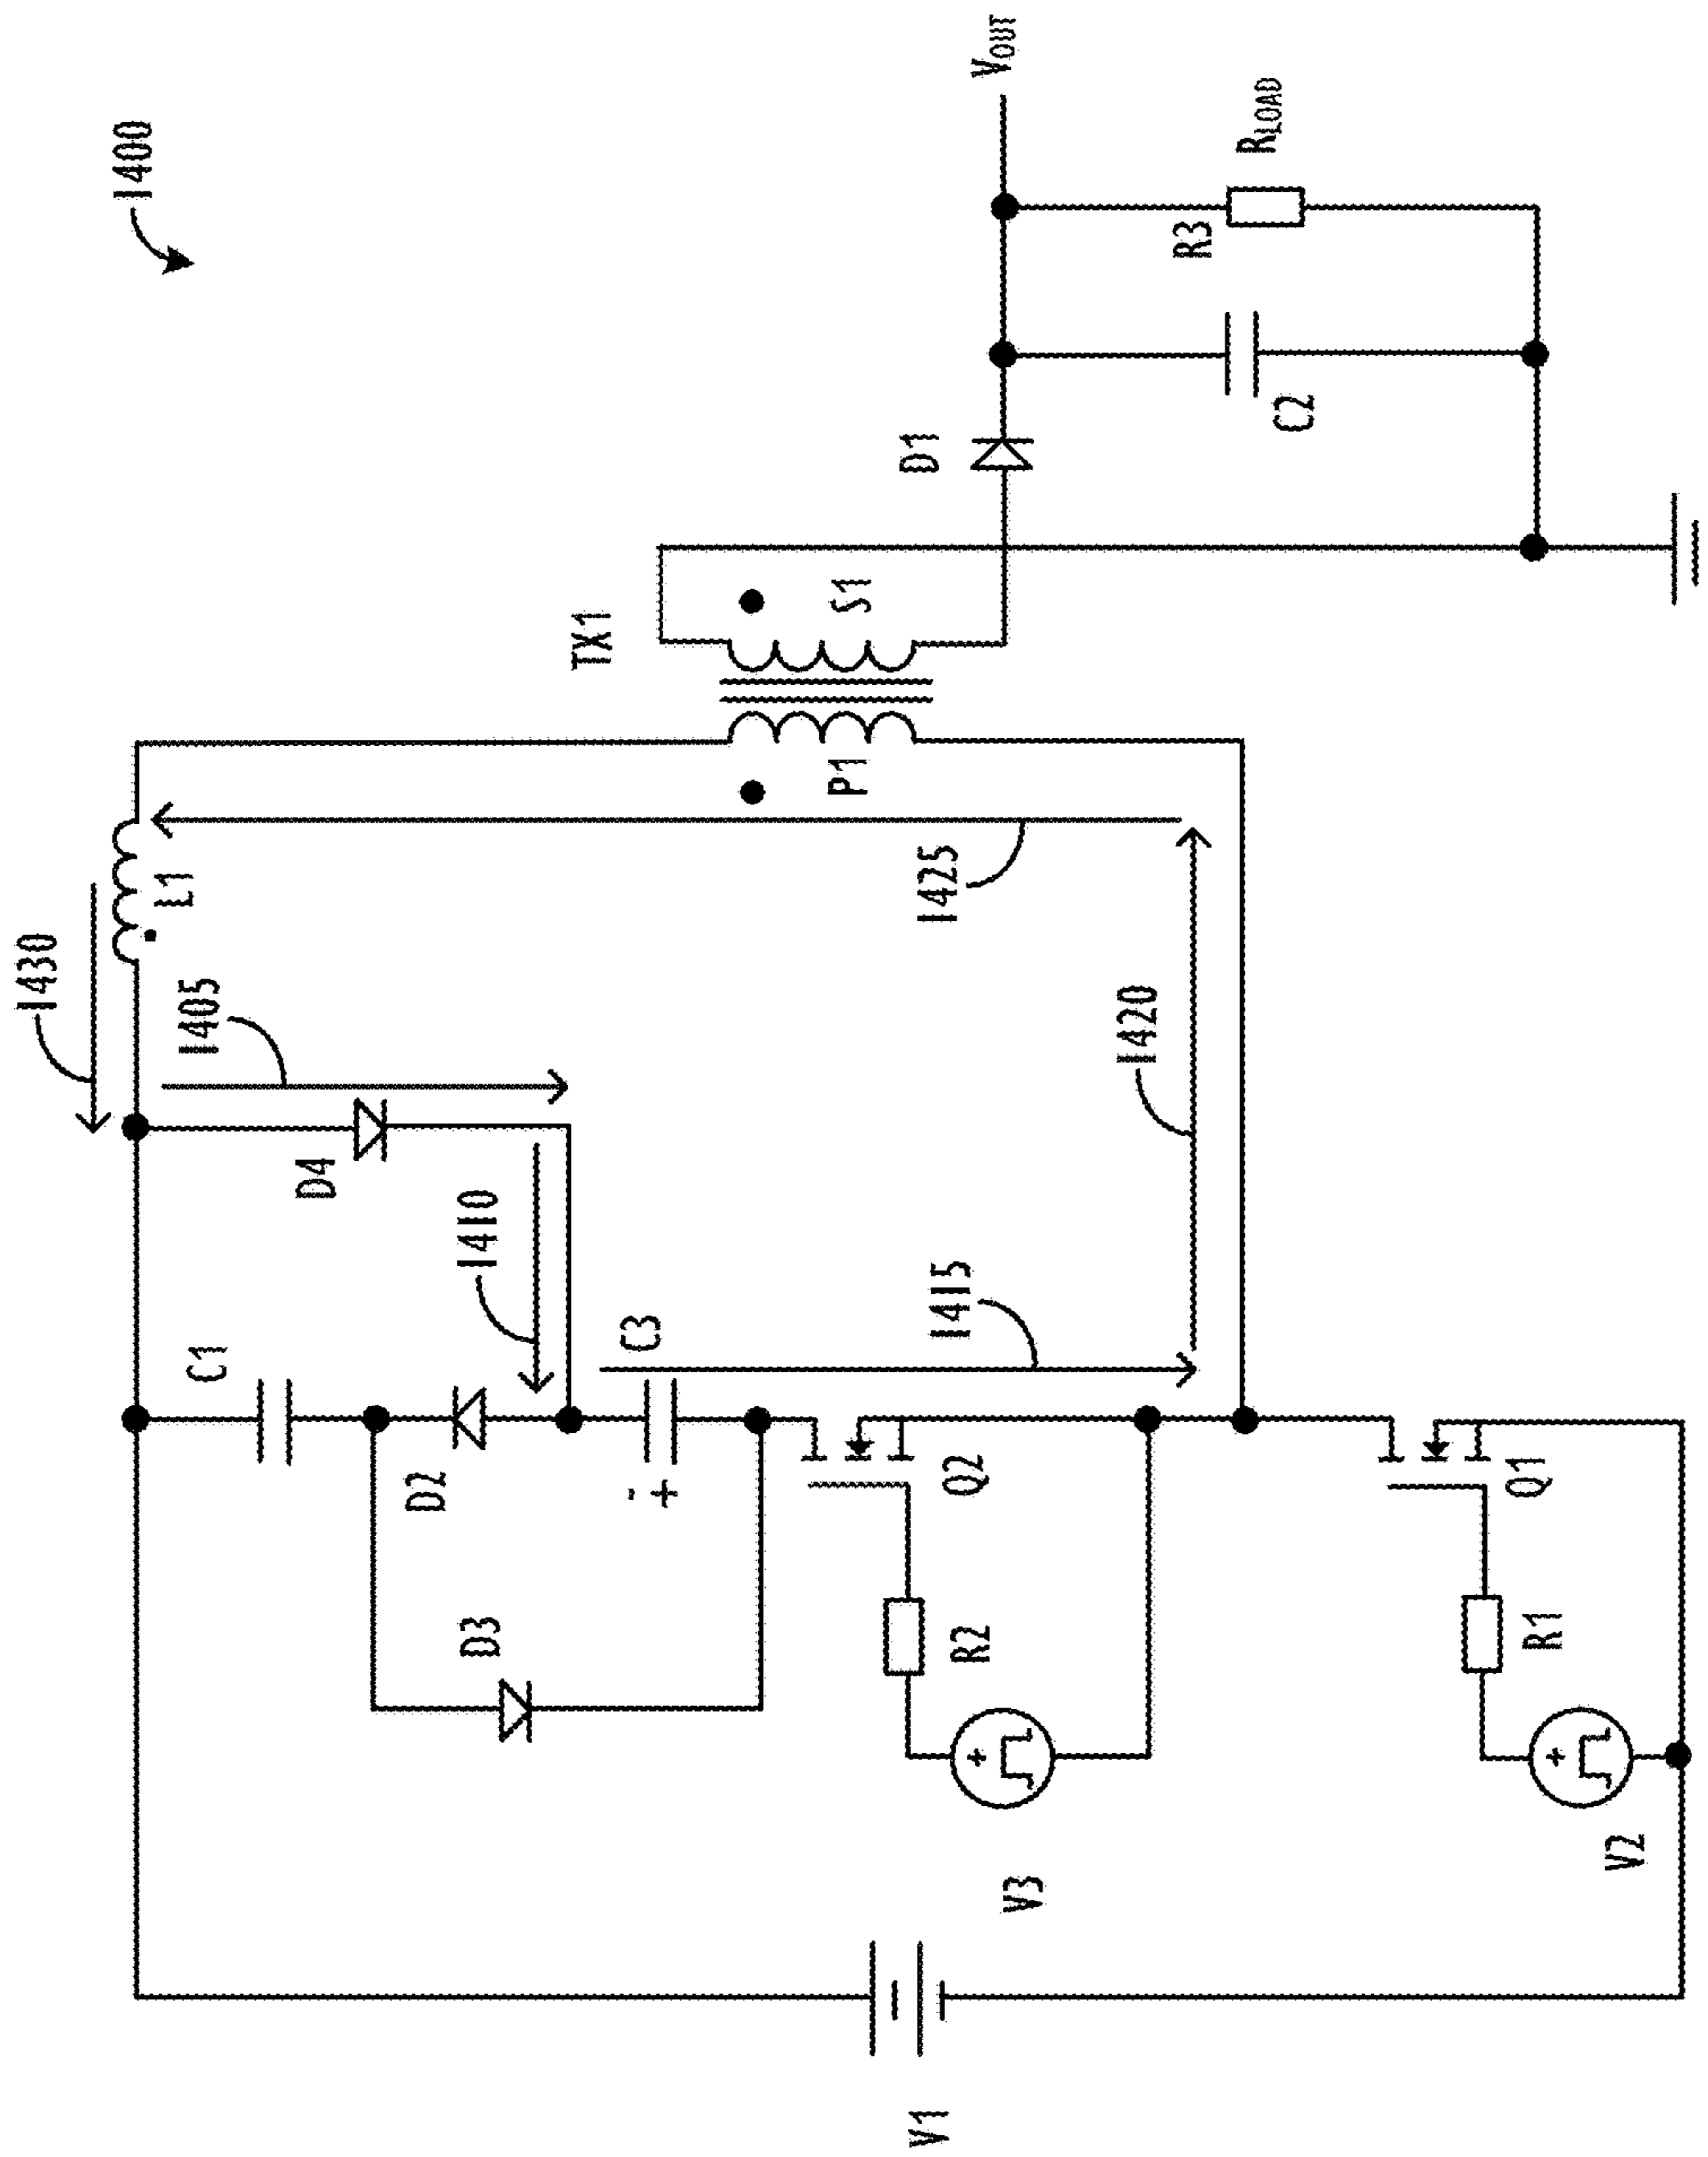 1400
VOUT
RLOAD
R3
C2
D1
TX1
S1
P1
L1
1430
1405
1425
1420
D4
1410
1415
C1
C3
D2
- +
Q2
Q1
D3
R2
R1
+
+
V3
V2
V1